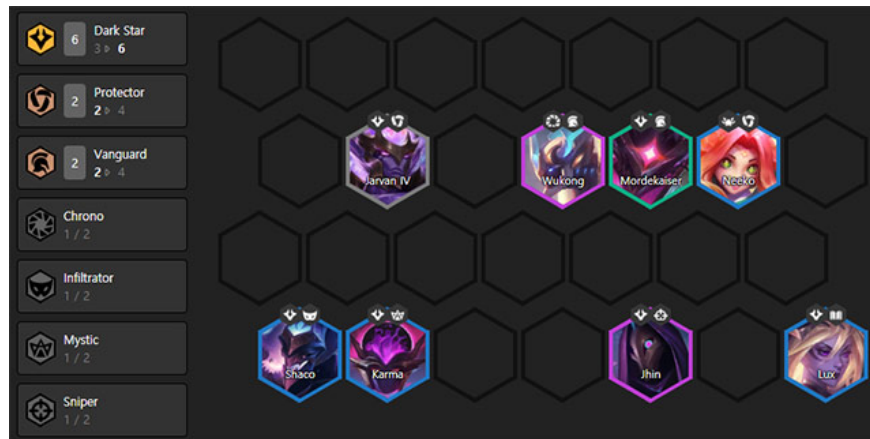 6 Dark Star
3 ▹ 6
2 Protector
2 ▹ 4
2 Vanguard
2 ▹ 4
Chrono
1 / 2
Infiltrator
1 / 2
Mystic
1 / 2
Sniper
1 / 2
Jarvan IV
Wukong
Mordekaiser
Neeko
Shaco
Karma
Jhin
Lux